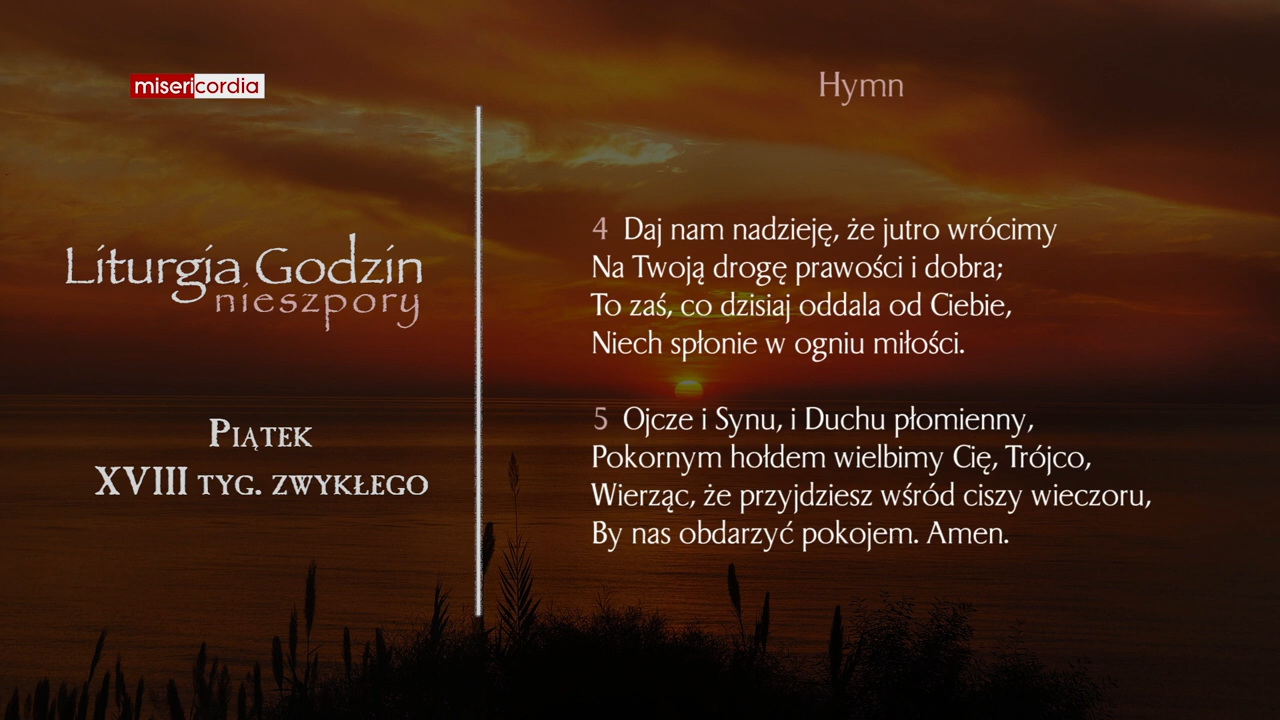 misericordia
Liturgia Godzin
nieszpory
Piątek
XVIII tyg. zwykłego
Hymn
4 Daj nam nadzieję, że jutro wrócimy
Na Twoją drogę prawości i dobra;
To zaś, co dzisiaj oddala od Ciebie,
Niech spłonie w ogniu miłości.
5 Ojcze i Synu, i Duchu płomienny,
Pokornym hołdem wielbimy Cię, Trójco,
Wierząc, że przyjdziesz wśród ciszy wieczoru,
By nas obdarzyć pokojem. Amen.